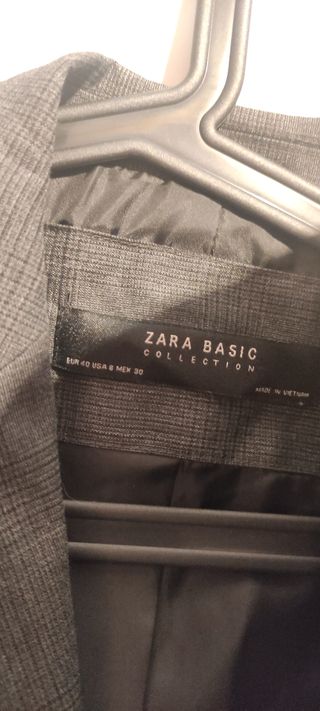 ZARA BASIC
COLLECTION
EUR 40 USA 8 MEX 30
MADE IN VIETNAM